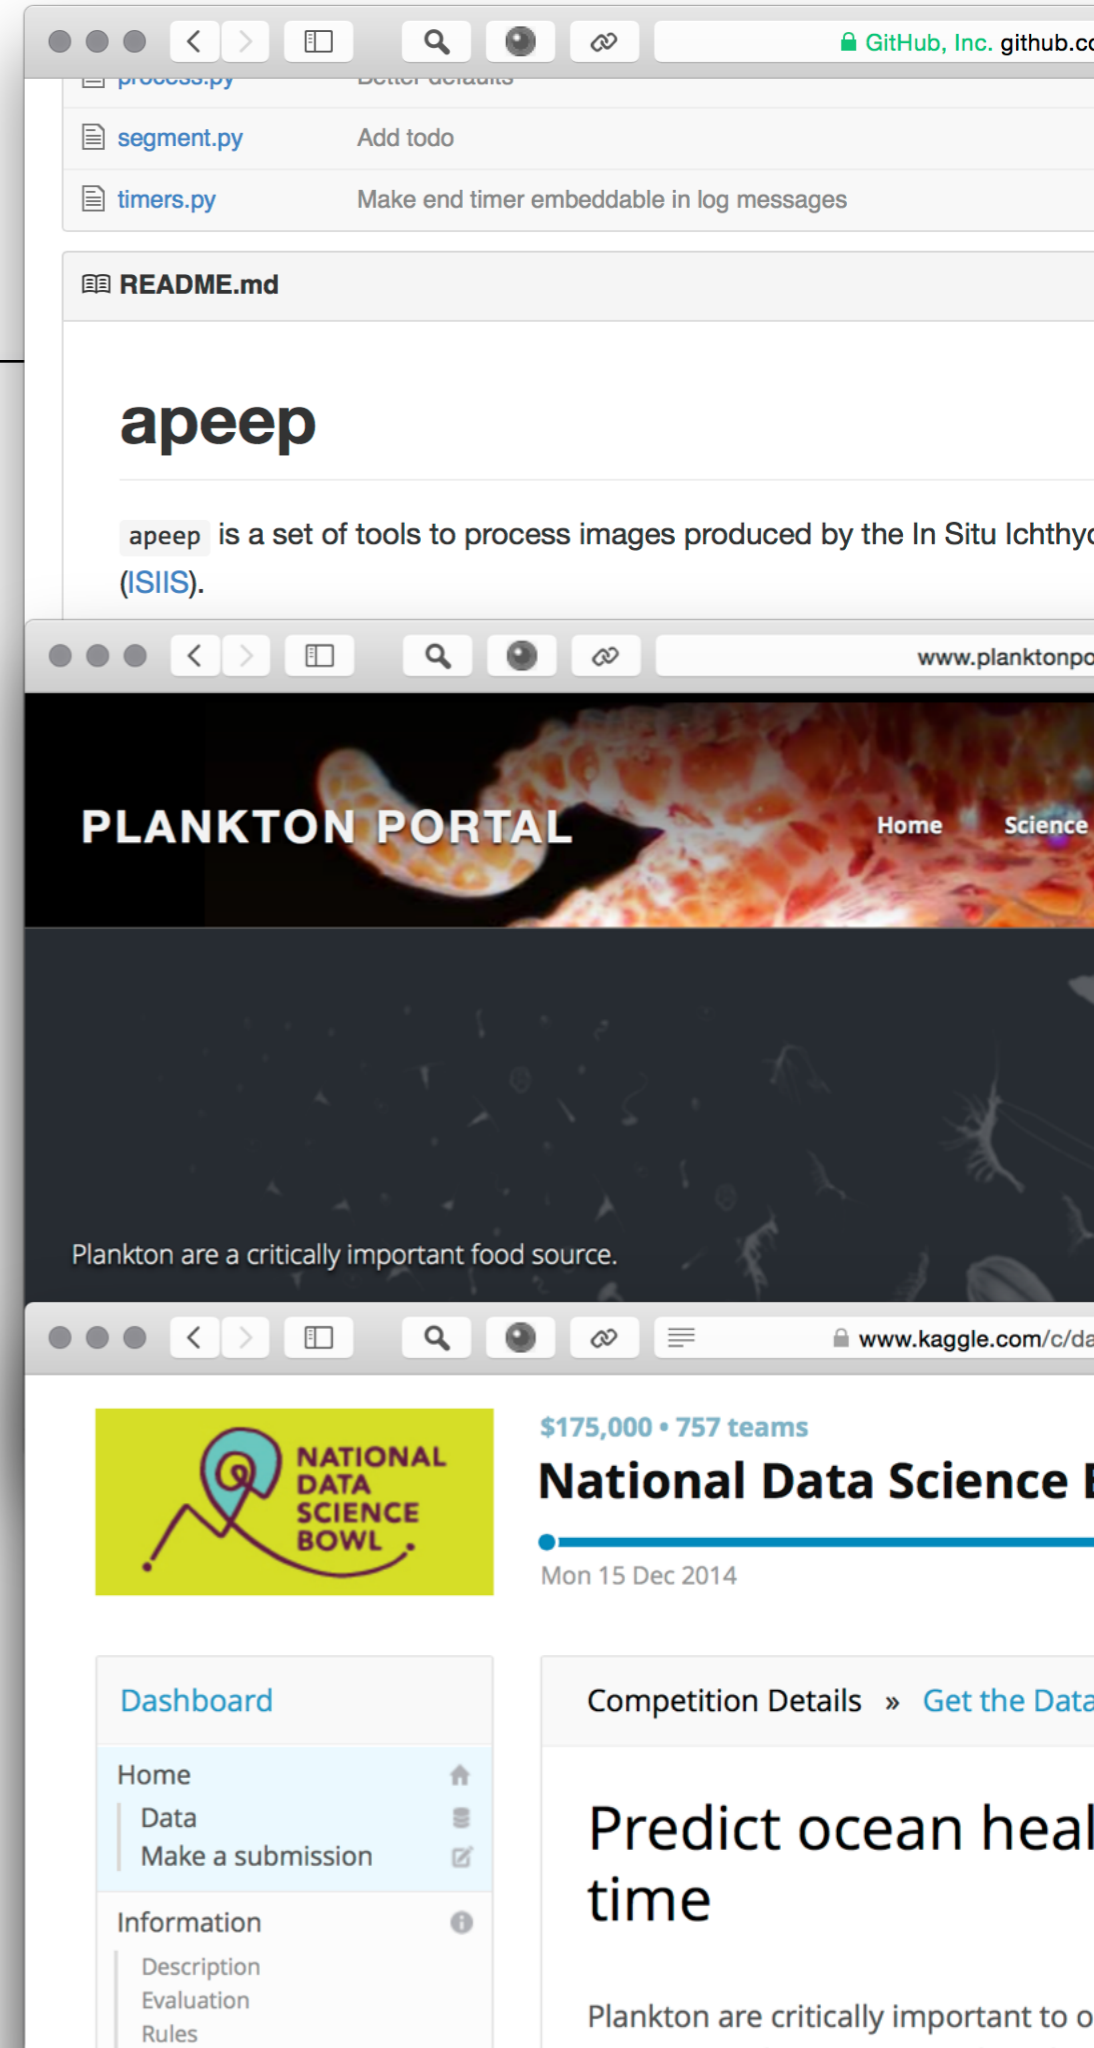 GitHub, Inc. github.co
process.py Better defaults
segment.py Add todo
timers.py Make end timer embeddable in log messages
README.md
apeep
apeep is a set of tools to process images produced by the In Situ Ichthyo
(ISIIS).
www.planktonpo
PLANKTON PORTAL
Home Science
Plankton are a critically important food source.
www.kaggle.com/c/da
NATIONAL
DATA
SCIENCE
BOWL
$175,000 • 757 teams
National Data Science B
Mon 15 Dec 2014
Dashboard
Home
Data
Make a submission
Information
Description
Evaluation
Rules
Competition Details » Get the Data
Predict ocean heal
time
Plankton are critically important to o